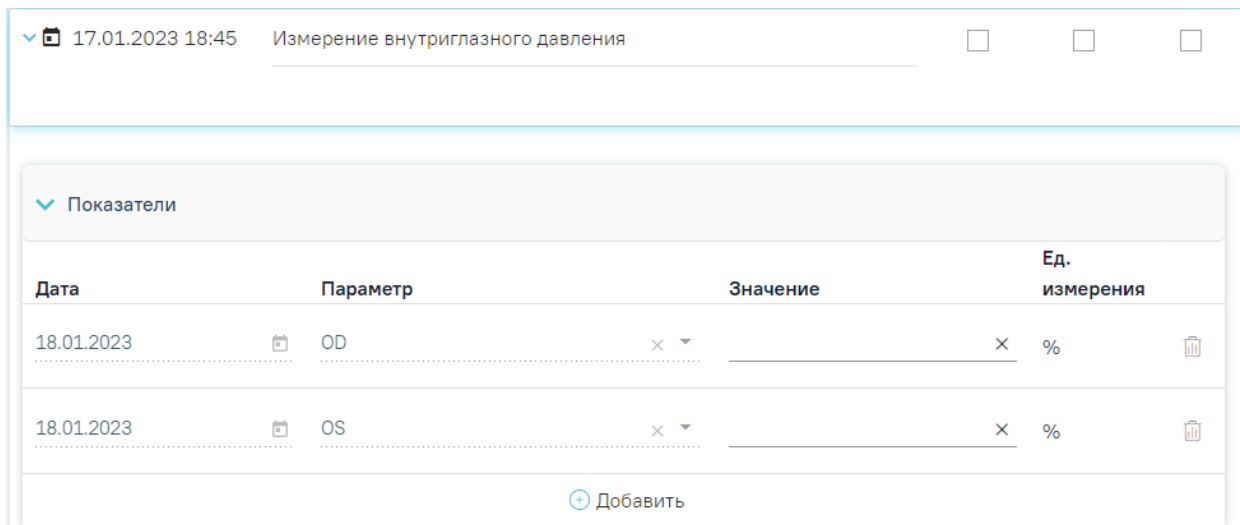 17.01.2023 18:45 Измерение внутриглазного давления
Показатели
Дата Параметр Значение Ед. измерения
18.01.2023 OD %
18.01.2023 OS %
Добавить